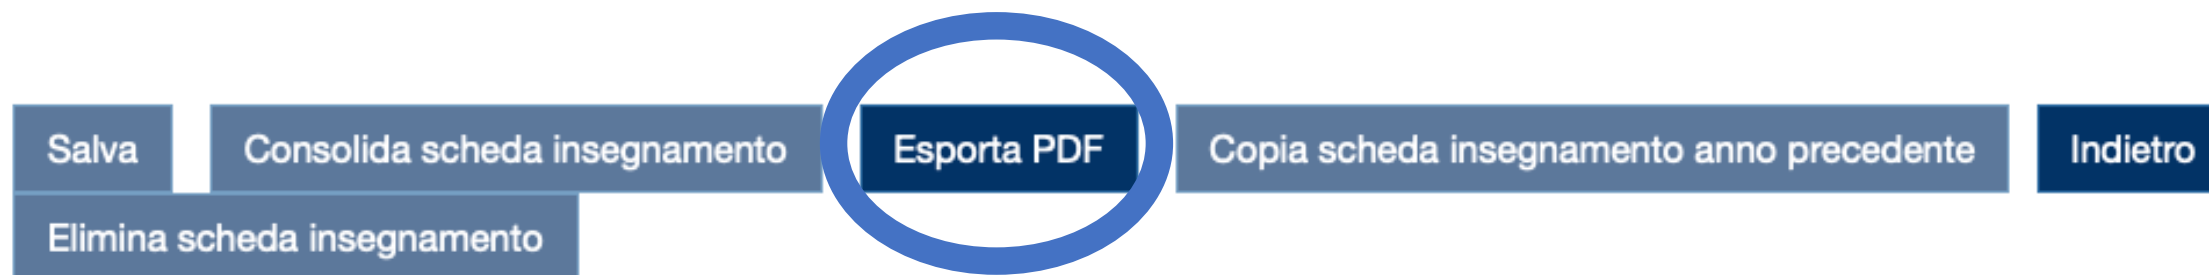 Salva Consolida scheda insegnamento Esporta PDF Copia scheda insegnamento anno precedente Indietro
Elimina scheda insegnamento